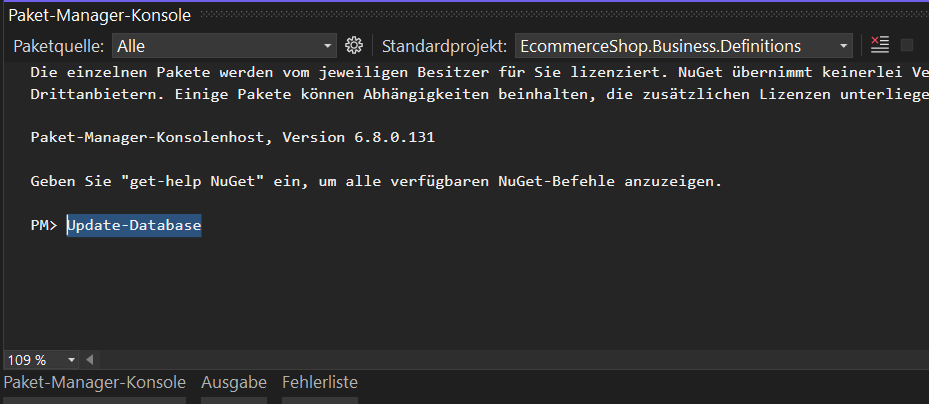 Paket-Manager-Konsole
Paketquelle: Alle Standardprojekt: EcommerceShop.Business.Definitions
Die einzelnen Pakete werden vom jeweiligen Besitzer für Sie lizenziert. NuGet übernimmt keinerlei Ve
Drittanbietern. Einige Pakete können Abhängigkeiten beinhalten, die zusätzlichen Lizenzen unterliege
Paket-Manager-Konsolenhost, Version 6.8.0.131
Geben Sie "get-help NuGet" ein, um alle verfügbaren NuGet-Befehle anzuzeigen.
PM> Update-Database
109 %
Paket-Manager-Konsole Ausgabe Fehlerliste